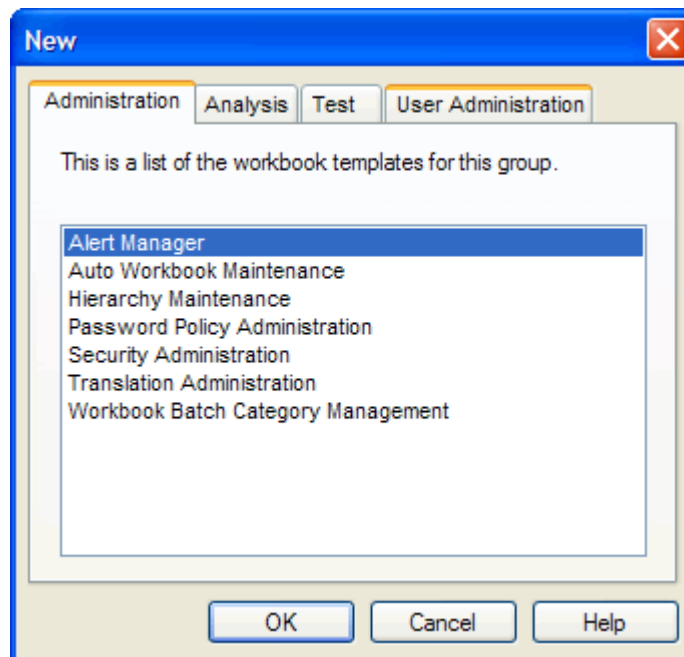 New
Administration Analysis Test User Administration
This is a list of the workbook templates for this group.
Alert Manager
Auto Workbook Maintenance
Hierarchy Maintenance
Password Policy Administration
Security Administration
Translation Administration
Workbook Batch Category Management
OK Cancel Help